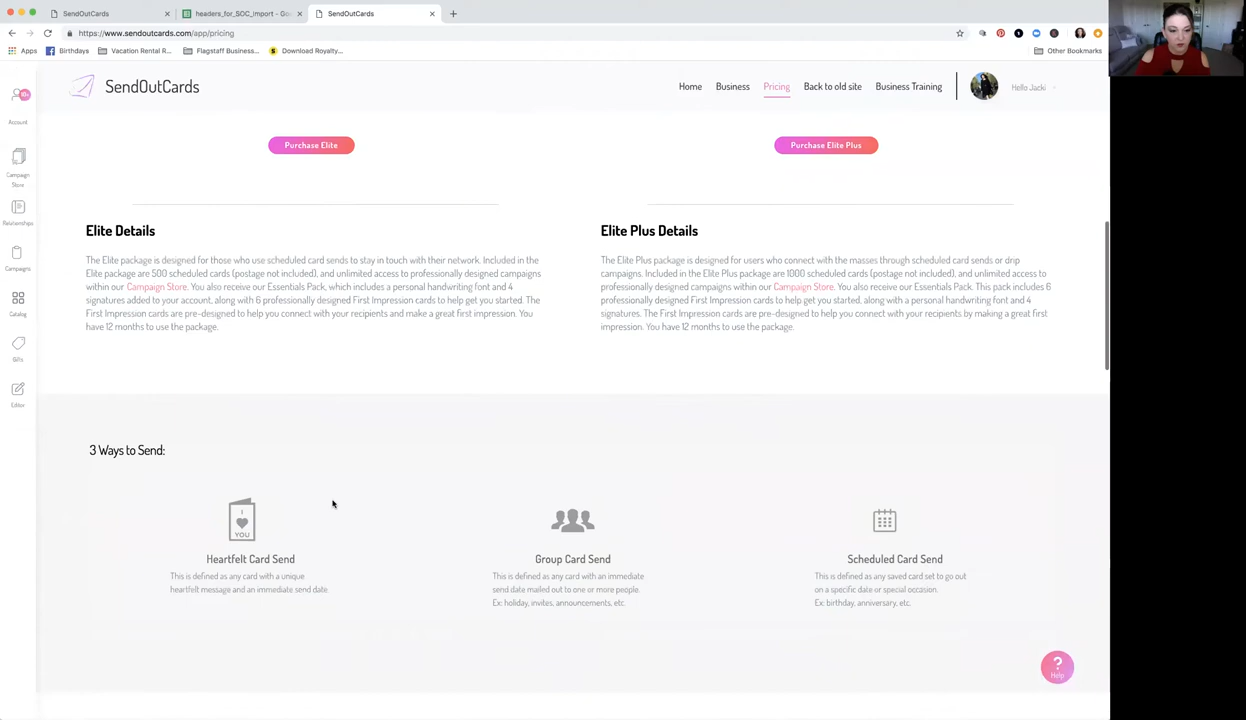 SendOutCards
headers_for_SOC_import - Goo
SendOutCards
https://www.sendoutcards.com/app/pricing
Apps
Birthdays
Vacation Rental R...
Flagstaff Business...
Download Royalty...
Other Bookmarks
SendOutCards
Home
Business
Pricing
Back to old site
Business Training
Hello Jacki
Account
Campaign
Store
Relationships
Campaigns
Catalog
Gifts
Editor
Purchase Elite
Purchase Elite Plus
Elite Details
The Elite package is designed for those who use scheduled card sends to stay in touch with their network. Included in the
Elite package are 500 scheduled cards (postage not included), and unlimited access to professionally designed campaigns
within our Campaign Store. You also receive our Essentials Pack, which includes a personal handwriting font and 4
signatures added to your account, along with 6 professionally designed First Impression cards to help get you started. The
First Impression cards are pre-designed to help you connect with your recipients and make a great first impression. You
have 12 months to use the package.
Elite Plus Details
The Elite Plus package is designed for users who connect with the masses through scheduled card sends or drip
campaigns. Included in the Elite Plus package are 1000 scheduled cards (postage not included), and unlimited access to
professionally designed campaigns within our Campaign Store. You also receive our Essentials Pack. This pack includes 6
professionally designed First Impression cards to help get you started, along with a personal handwriting font and 4
signatures. The First Impression cards are pre-designed to help you connect with your recipients by making a great first
impression. You have 12 months to use the package.
3 Ways to Send:
I
YOU
Heartfelt Card Send
This is defined as any card with a unique
heartfelt message and an immediate send date.
Group Card Send
This is defined as any card with an immediate
send date mailed out to one or more people.
Ex: holiday, invites, announcements, etc.
Scheduled Card Send
This is defined as any saved card set to go out
on a specific date or special occasion.
Ex: birthday, anniversary, etc.
?
Help